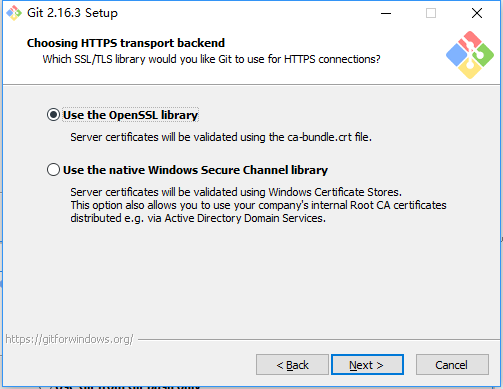 Git 2.16.3 Setup
Choosing HTTPS transport backend
Which SSL/TLS library would you like Git to use for HTTPS connections?
Use the OpenSSL library
Server certificates will be validated using the ca-bundle.crt file.
Use the native Windows Secure Channel library
Server certificates will be validated using Windows Certificate Stores.
This option also allows you to use your company's internal Root CA certificates
distributed e.g. via Active Directory Domain Services.
https://gitforwindows.org/
< Back
Next >
Cancel